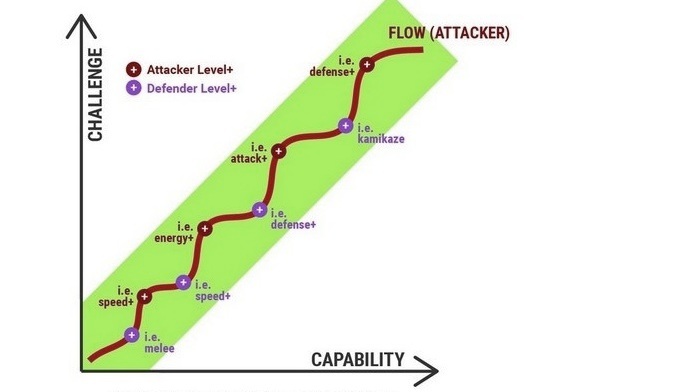 FLOW (ATTACKER)
CHALLENGE
Attacker Level+
Defender Level+
i.e.
defense+
i.e.
kamikaze
i.e.
attack+
i.e.
defense+
i.e.
energy+
i.e.
speed+
i.e.
speed+
i.e.
melee
CAPABILITY